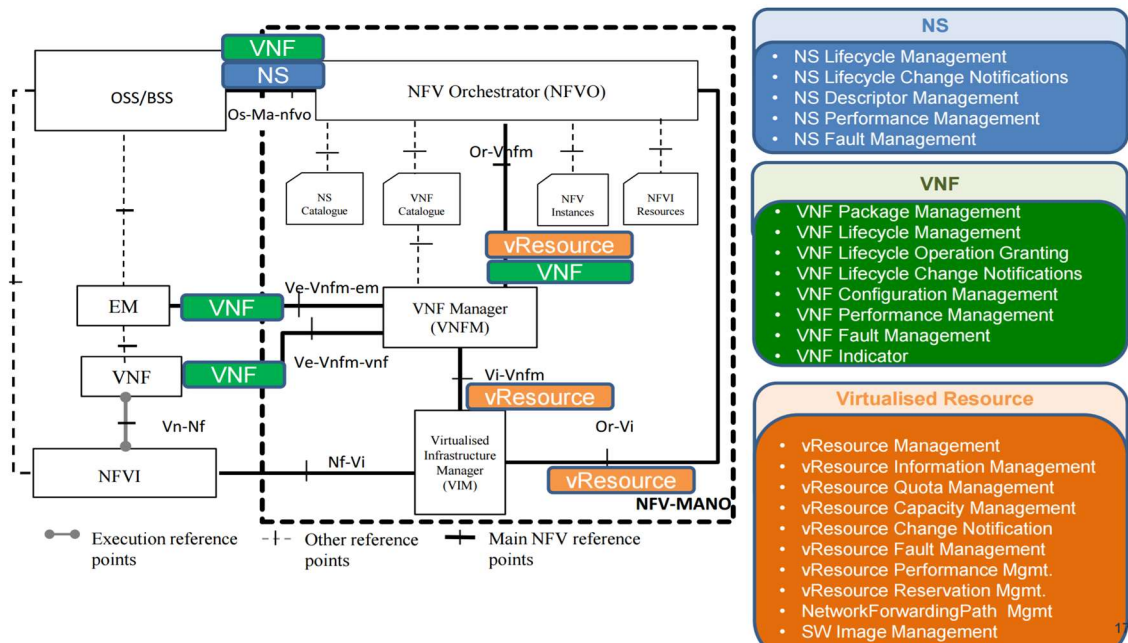 VNF
NS
OSS/BSS
NFV Orchestrator (NFVO)
Os-Ma-nfvo
Or-Vnfm
NS
Catalogue
VNF
Catalogue
NFV
Instances
NFVI
Resources
vResource
VNF
EM
VNF
Ve-Vnfm-em
VNF Manager
(VNFM)
Ve-Vnfm-vnf
VNF
VNF
Vi-Vnfm
vResource
Vn-Nf
Or-Vi
Virtualised
Infrastructure
Manager
(VIM)
NFVI
Nf-Vi
vResource
NFV-MANO
Execution reference
points
Other reference
points
Main NFV reference
points
NS
• NS Lifecycle Management
• NS Lifecycle Change Notifications
• NS Descriptor Management
• NS Performance Management
• NS Fault Management
VNF
• VNF Package Management
• VNF Lifecycle Management
• VNF Lifecycle Operation Granting
• VNF Lifecycle Change Notifications
• VNF Configuration Management
• VNF Performance Management
• VNF Fault Management
• VNF Indicator
Virtualised Resource
• vResource Management
• vResource Information Management
• vResource Quota Management
• vResource Capacity Management
• vResource Change Notification
• vResource Fault Management
• vResource Performance Mgmt.
• vResource Reservation Mgmt.
• NetworkForwardingPath Mgmt
• SW Image Management
17